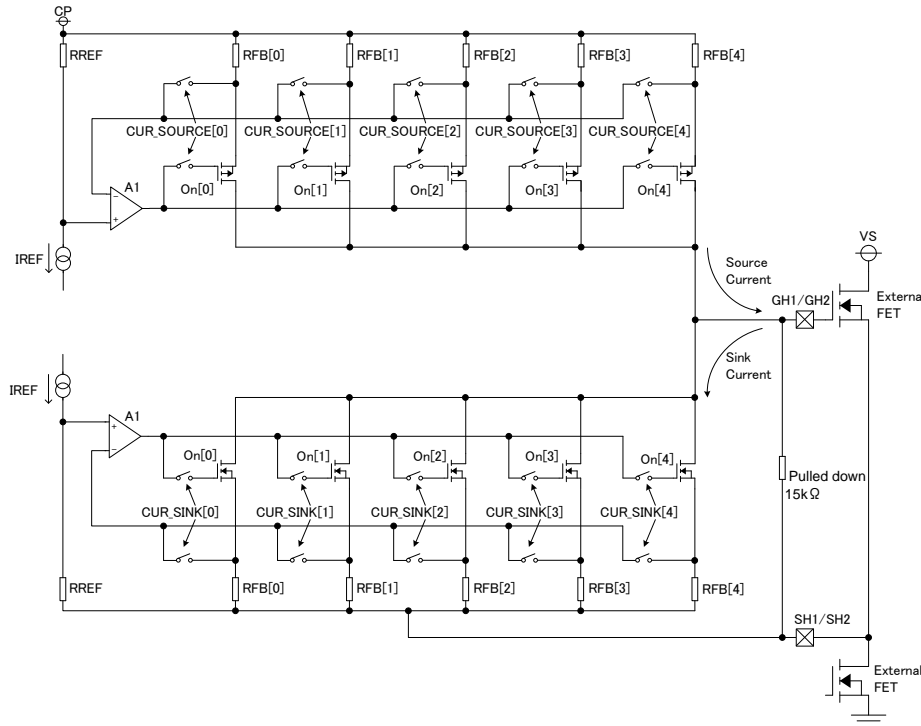 CP
RREF
RFB[0]
RFB[1]
RFB[2]
RFB[3]
RFB[4]
CUR_SOURCE[0]
CUR_SOURCE[1]
CUR_SOURCE[2]
CUR_SOURCE[3]
CUR_SOURCE[4]
On[0]
On[1]
On[2]
On[3]
On[4]
A1
−
+
IREF
Source
Current
VS
GH1/GH2
External
FET
Sink
Current
IREF
A1
+
−
On[0]
On[1]
On[2]
On[3]
On[4]
Pulled down
15kΩ
CUR_SINK[0]
CUR_SINK[1]
CUR_SINK[2]
CUR_SINK[3]
CUR_SINK[4]
RREF
RFB[0]
RFB[1]
RFB[2]
RFB[3]
RFB[4]
SH1/SH2
External
FET